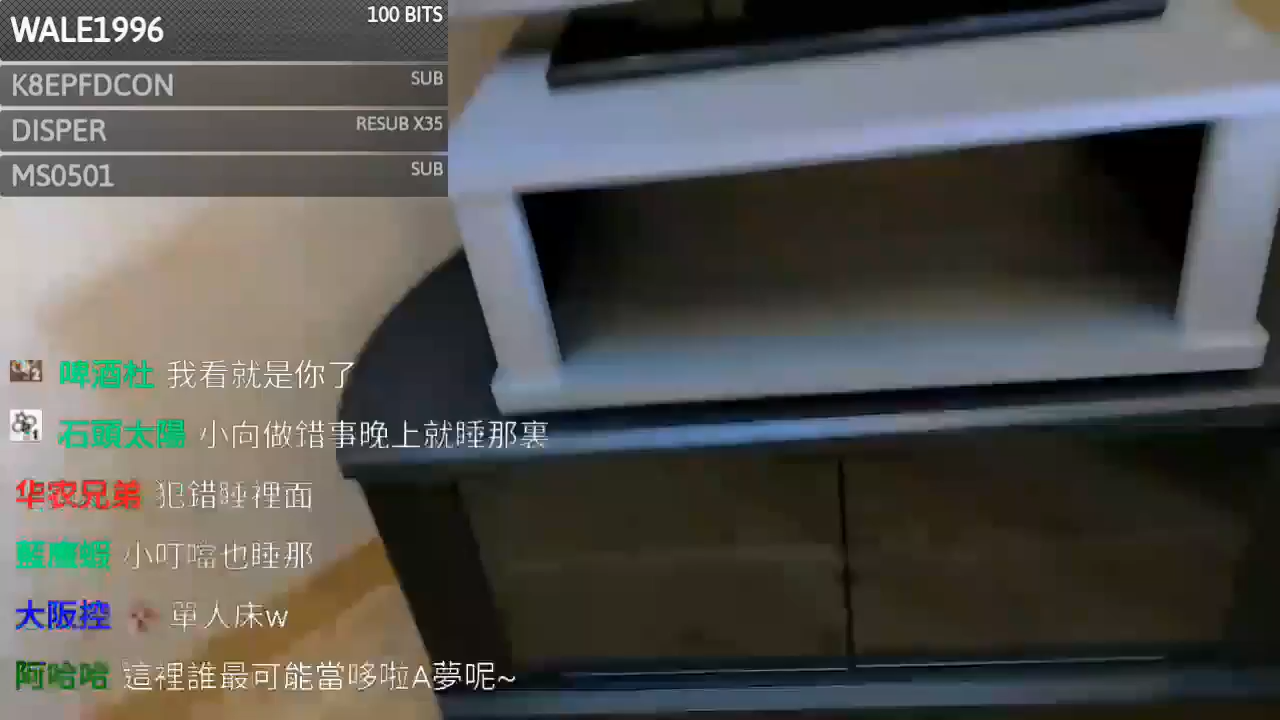 WALE1996 100 BITS
K8EPFDCON SUB
DISPER RESUB X35
MS0501 SUB
啤酒杜 我看就是你了
石頭太陽 小向做錯事晚上就睡那裏
华农兄弟 犯錯睡裡面
藍鷹蝦 小叮噹也睡那
大阪控 單人床w
阿哈哈 這裡誰最可能當哆啦A夢呢~